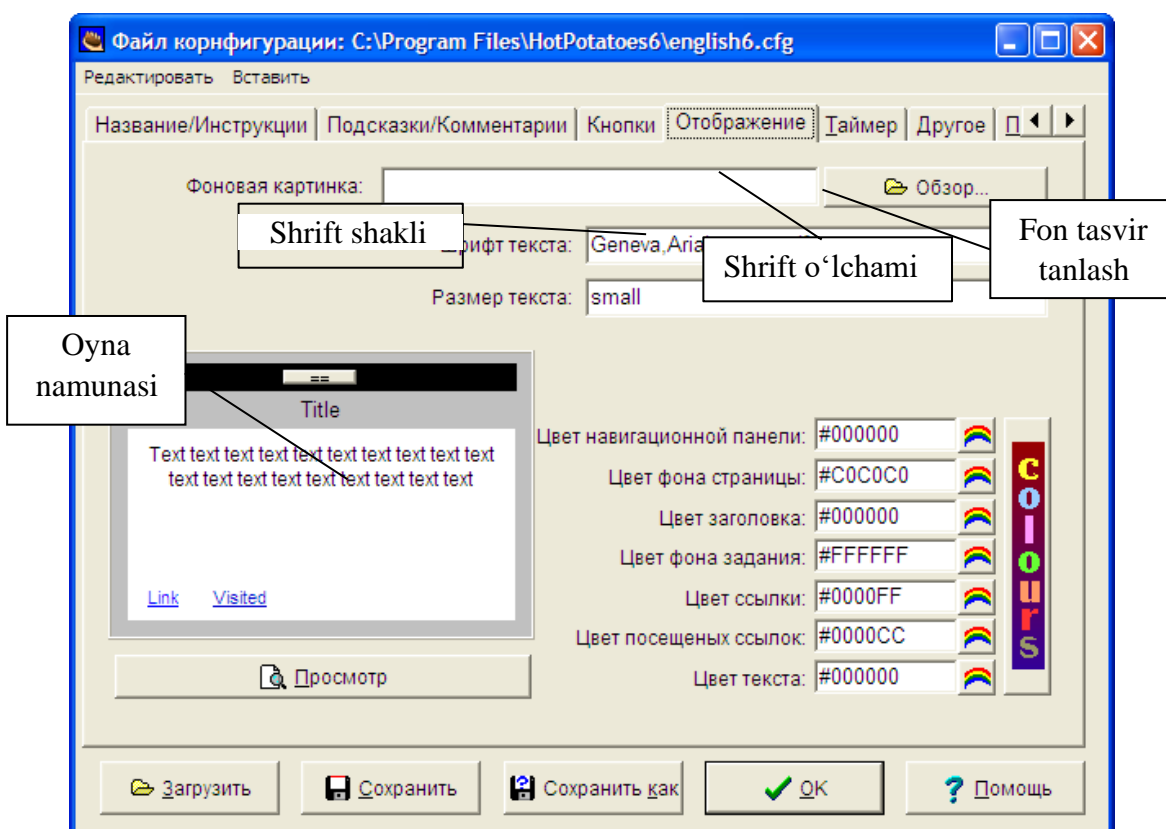 Файл корнфигурации: C:\Program Files\HotPotatoes6\english6.cfg
Редактировать Вставить
Название/Инструкции Подсказки/Комментарии Кнопки Отображение Таймер Другое П
Фоновая картинка: Обзор...
Shrift shakli
Fon tasvir
tanlash
текста: Geneva,Aria
Shrift o‘lchami
Размер текста: small
Oyna
namunasi
==
Title
Text text text text text text text text text text
text text text text text text text text text
Link Visited
Просмотр
Цвет навигационной панели: #000000
Цвет фона страницы: #C0C0C0
Цвет заголовка: #000000
Цвет фона задания: #FFFFFF
Цвет ссылки: #0000FF
Цвет посещеных ссылок: #0000CC
Цвет текста: #000000
colours
Загрузить Сохранить Сохранить как OK Помощь